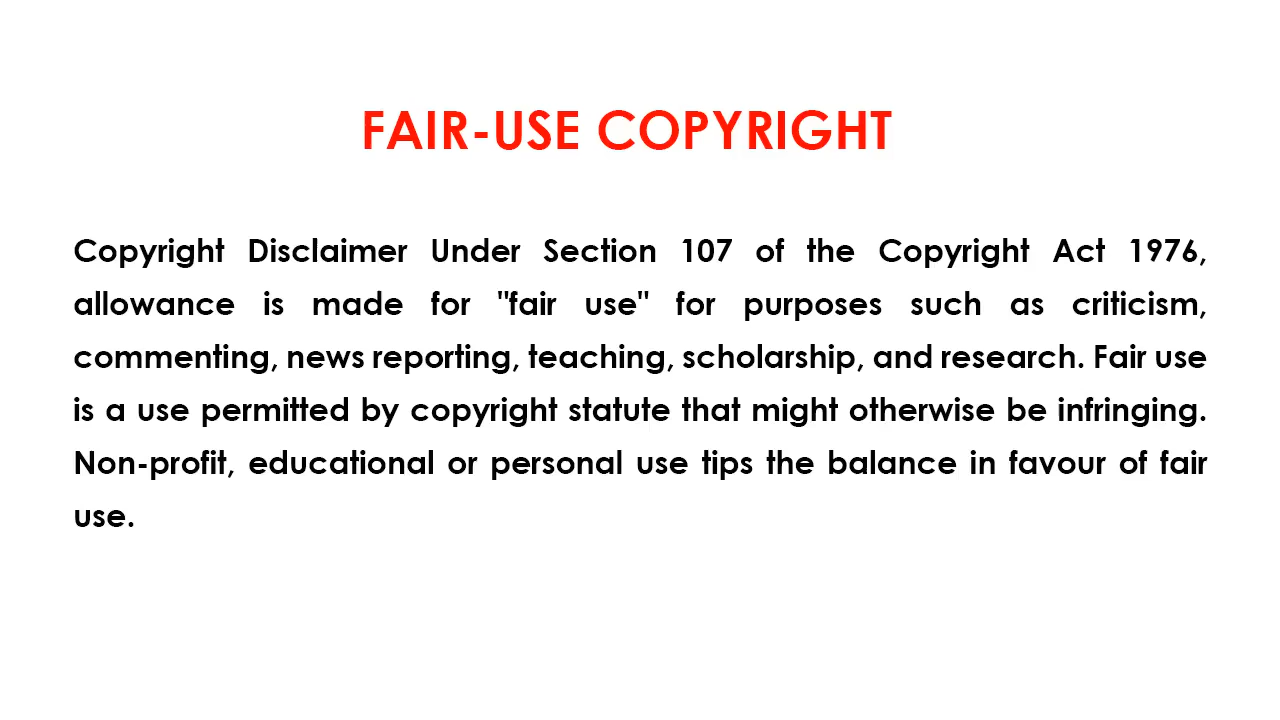 FAIR-USE COPYRIGHT
Copyright Disclaimer Under Section 107 of the Copyright Act 1976,
allowance is made for "fair use" for purposes such as criticism,
commenting, news reporting, teaching, scholarship, and research. Fair use
is a use permitted by copyright statute that might otherwise be infringing.
Non-profit, educational or personal use tips the balance in favour of fair
use.